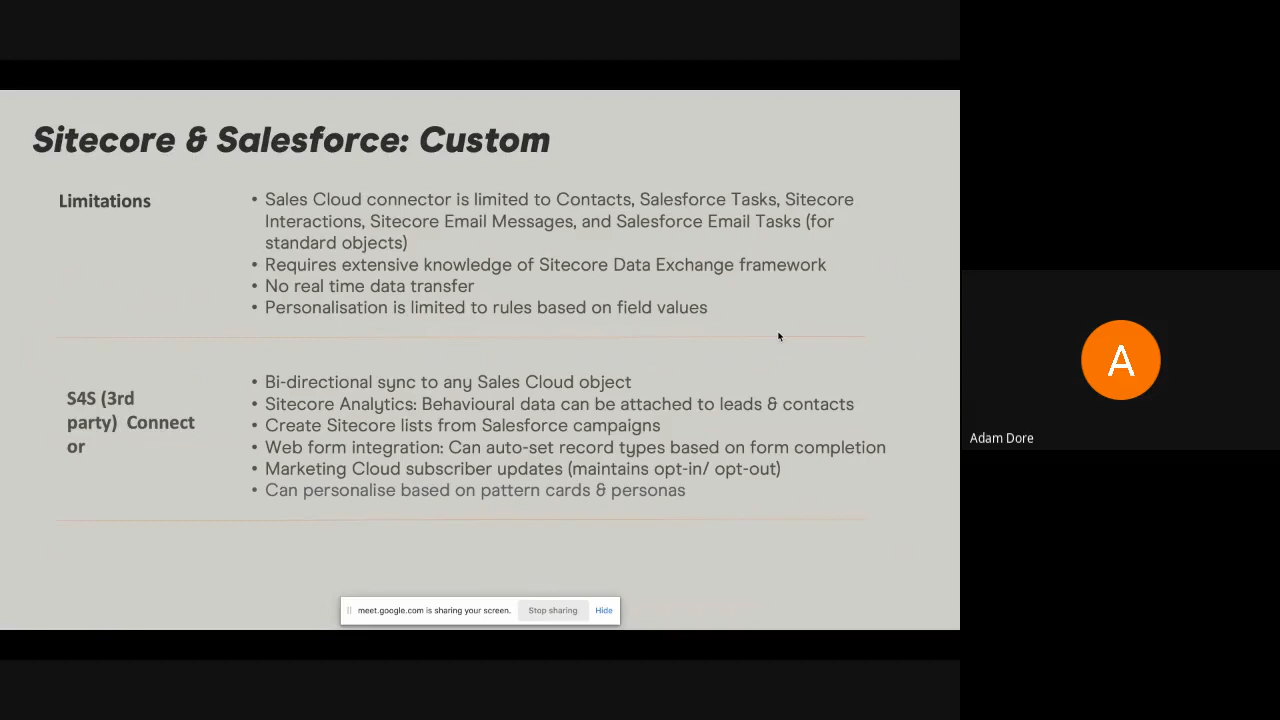 Sitecore & Salesforce: Custom
Limitations
• Sales Cloud connector is limited to Contacts, Salesforce Tasks, Sitecore
Interactions, Sitecore Email Messages, and Salesforce Email Tasks (for
standard objects)
• Requires extensive knowledge of Sitecore Data Exchange framework
• No real time data transfer
• Personalisation is limited to rules based on field values
S4S (3rd
party) Connect
or
• Bi-directional sync to any Sales Cloud object
• Sitecore Analytics: Behavioural data can be attached to leads & contacts
• Create Sitecore lists from Salesforce campaigns
• Web form integration: Can auto-set record types based on form completion
• Marketing Cloud subscriber updates (maintains opt-in/ opt-out)
• Can personalise based on pattern cards & personas
meet.google.com is sharing your screen. Stop sharing Hide
A
Adam Dore